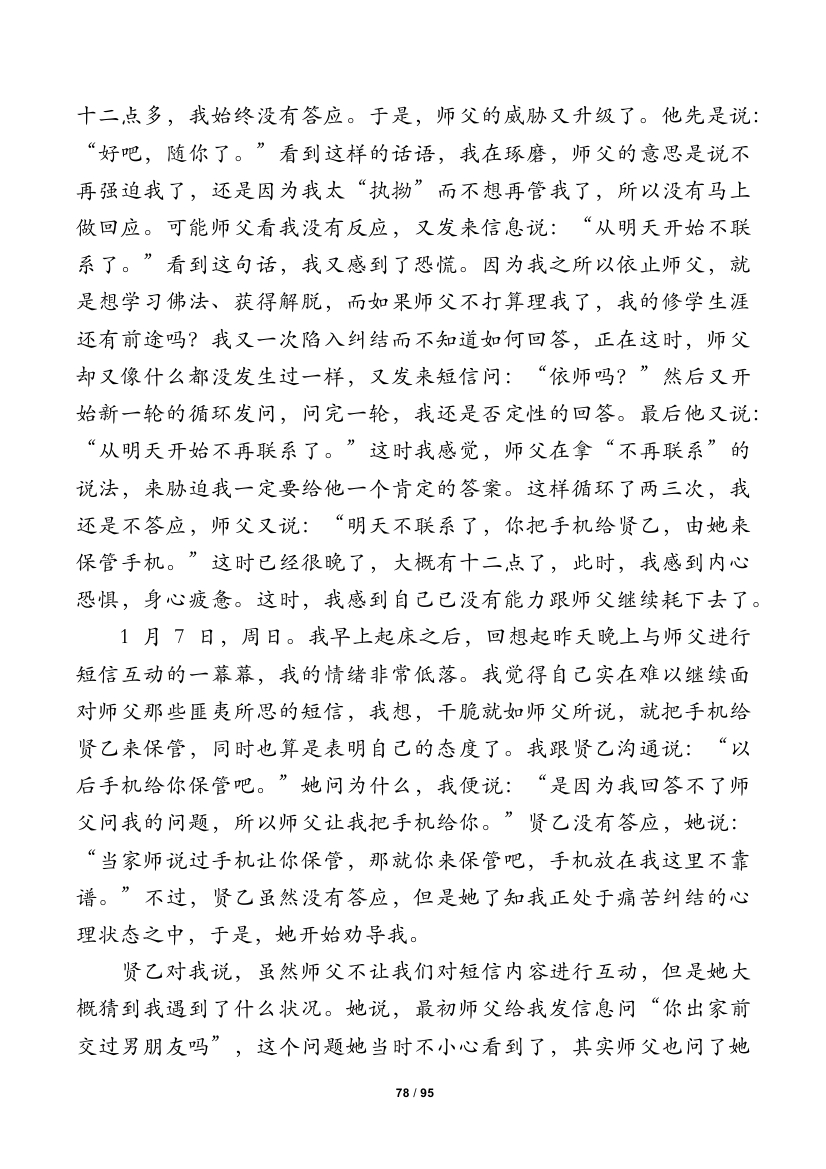 十二点多，我始终没有答应。于是，师父的威胁又升级了。他先是说：
“好吧，随你了。”看到这样的话语，我在琢磨，师父的意思是说不
再强迫我了，还是因为我太“执拗”而不想再管我了，所以没有马上
做回应。可能师父看我没有反应，又发来信息说：“从明天开始不联
系了。”看到这句话，我又感到了恐慌。因为我之所以依止师父，就
是想学习佛法、获得解脱，而如果师父不打算理我了，我的修学生涯
还有前途吗？我又一次陷入纠结而不知道如何回答，正在这时，师父
却又像什么都没发生过一样，又发来短信问：“依师吗？”然后又开
始新一轮的循环发问，问完一轮，我还是否定性的回答。最后他又说：
“从明天开始不再联系了。”这时我感觉，师父在拿“不再联系”的
说法，来胁迫我一定要给他一个肯定的答案。这样循环了两三次，我
还是不答应，师父又说：“明天不联系了，你把手机给贤乙，由她来
保管手机。”这时已经很晚了，大概有十二点了，此时，我感到内心
恐惧，身心疲惫。这时，我感到自己已没有能力跟师父继续耗下去了。
1 月 7 日，周日。我早上起床之后，回想起昨天晚上与师父进行
短信互动的一幕幕，我的情绪非常低落。我觉得自己实在难以继续面
对师父那些匪夷所思的短信，我想，干脆就如师父所说，就把手机给
贤乙来保管，同时也算是表明自己的态度了。我跟贤乙沟通说：“以
后手机给你保管吧。”她问为什么，我便说：“是因为我回答不了师
父问我的问题，所以师父让我把手机给你。”贤乙没有答应，她说：
“当家师说过手机让你保管，那就你来保管吧，手机放在我这里不靠
谱。”不过，贤乙虽然没有答应，但是她了知我正处于痛苦纠结的心
理状态之中，于是，她开始劝导我。
贤乙对我说，虽然师父不让我们对短信内容进行互动，但是她大
概猜到我遇到了什么状况。她说，最初师父给我发信息问“你出家前
交过男朋友吗”，这个问题她当时不小心看到了，其实师父也问了她
78 / 95